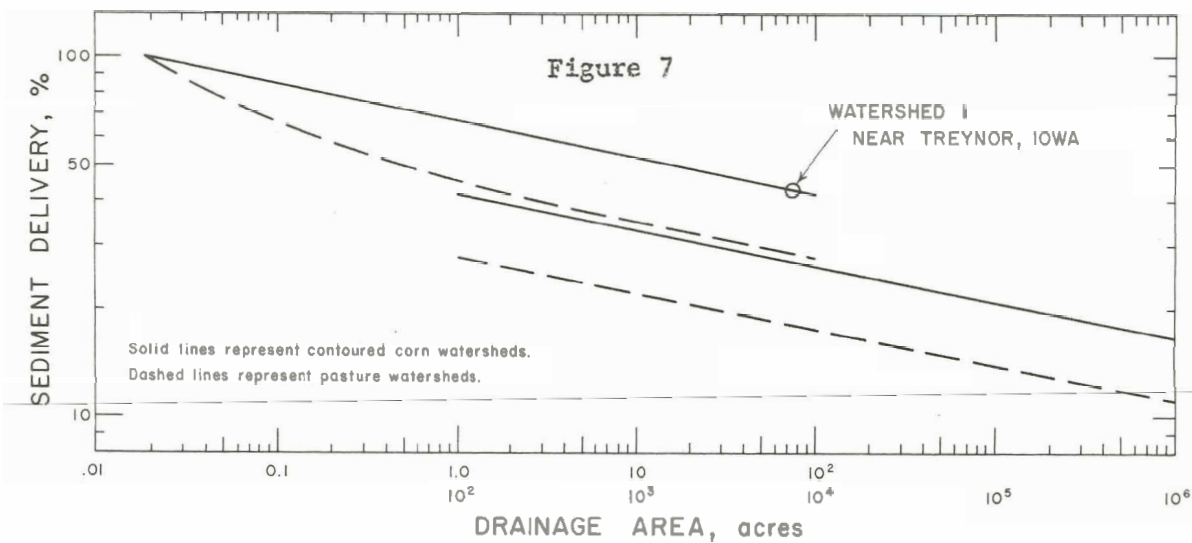 Figure 7
100
50
10
SEDIMENT DELIVERY, %
WATERSHED 1
NEAR TREYNOR, IOWA
Solid lines represent contoured corn watersheds.
Dashed lines represent pasture watersheds.
.01 0.1 1.0 10 10²
10² 10³ 10⁴ 10⁵ 10⁶
DRAINAGE AREA, acres